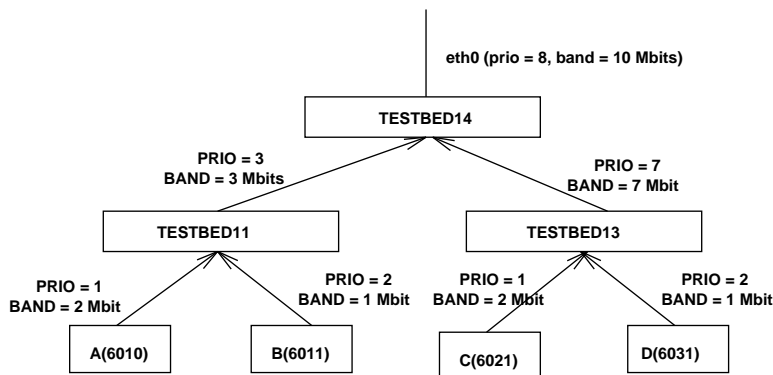 eth0 (prio = 8, band = 10 Mbits)
TESTBED14
PRIO = 3
BAND = 3 Mbits
PRIO = 7
BAND = 7 Mbit
TESTBED11
TESTBED13
PRIO = 1
BAND = 2 Mbit
PRIO = 2
BAND = 1 Mbit
PRIO = 1
BAND = 2 Mbit
PRIO = 2
BAND = 1 Mbit
A(6010)
B(6011)
C(6021)
D(6031)